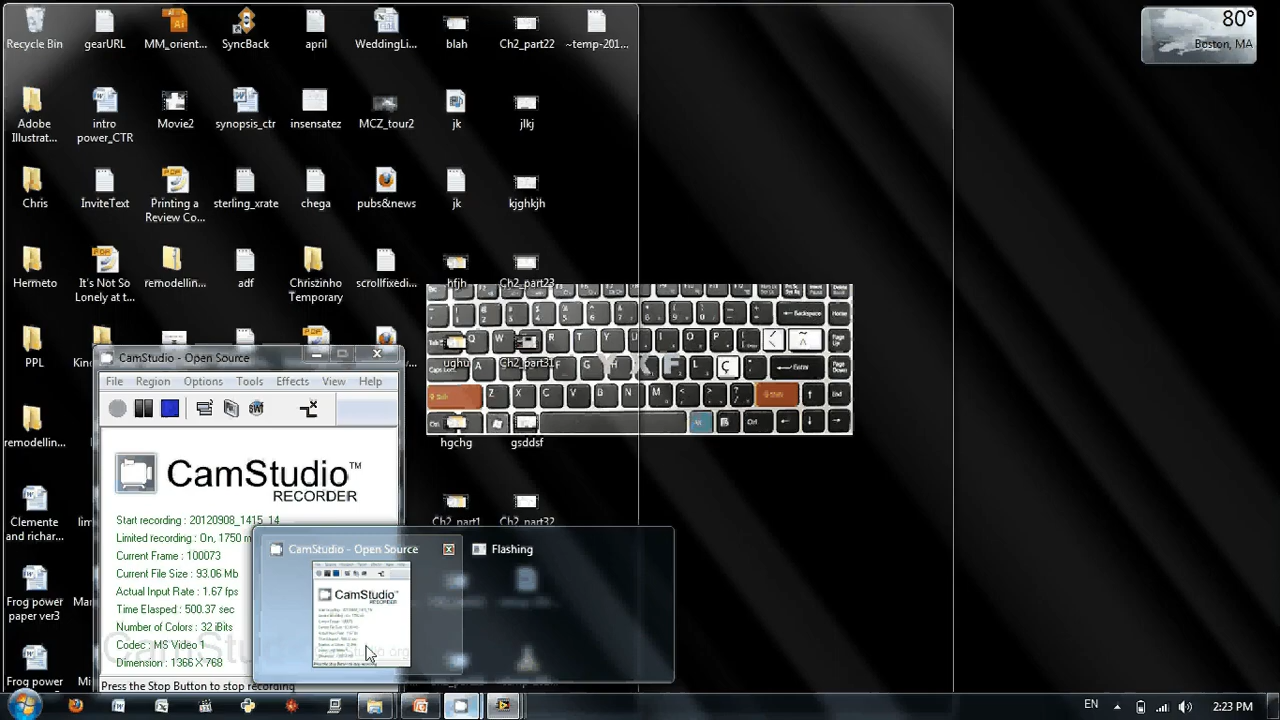 Recycle Bin
gearURL
MM_orient...
SyncBack
april
WeddingLi...
blah
Ch2_part22
~temp-201...
80°
Boston, MA
Adobe
Illustrat...
intro
power_CTR
Movie2
synopsis_ctr
insensatez
MCZ_tour2
jk
jlkj
Chris
InviteText
Printing a
Review Co...
sterling_xrate
chega
pubs&news
jk
kjghkjh
Hermeto
It's Not So
Lonely at t...
remodellin...
adf
Chriszinho
Temporary
scrollfixedi...
hfjh
Ch2_part23
PPL
ughu
Ch2_part31
YXF
remodellin...
hgchg
gsddsf
Clemente
and richar...
Ch2_part1
Ch2_part32
Frog power
paper ver2
Frog power
CamStudio - Open Source
File Region Options Tools Effects View Help
CamStudio™
RECORDER
Start recording : 20120908_1415_14
Limited recording : On, 1750 m
Current Frame : 100073
Current File Size : 93.06 Mb
Actual Input Rate : 1.67 fps
Time Elasped : 500.37 sec
Number of Colors : 32 iBits
Codec : MS Video 1
Dimension : 1366 X 768
Press the Stop Button to stop recording
CamStudio - Open Source
Flashing
CamStudio
EN
2:23 PM